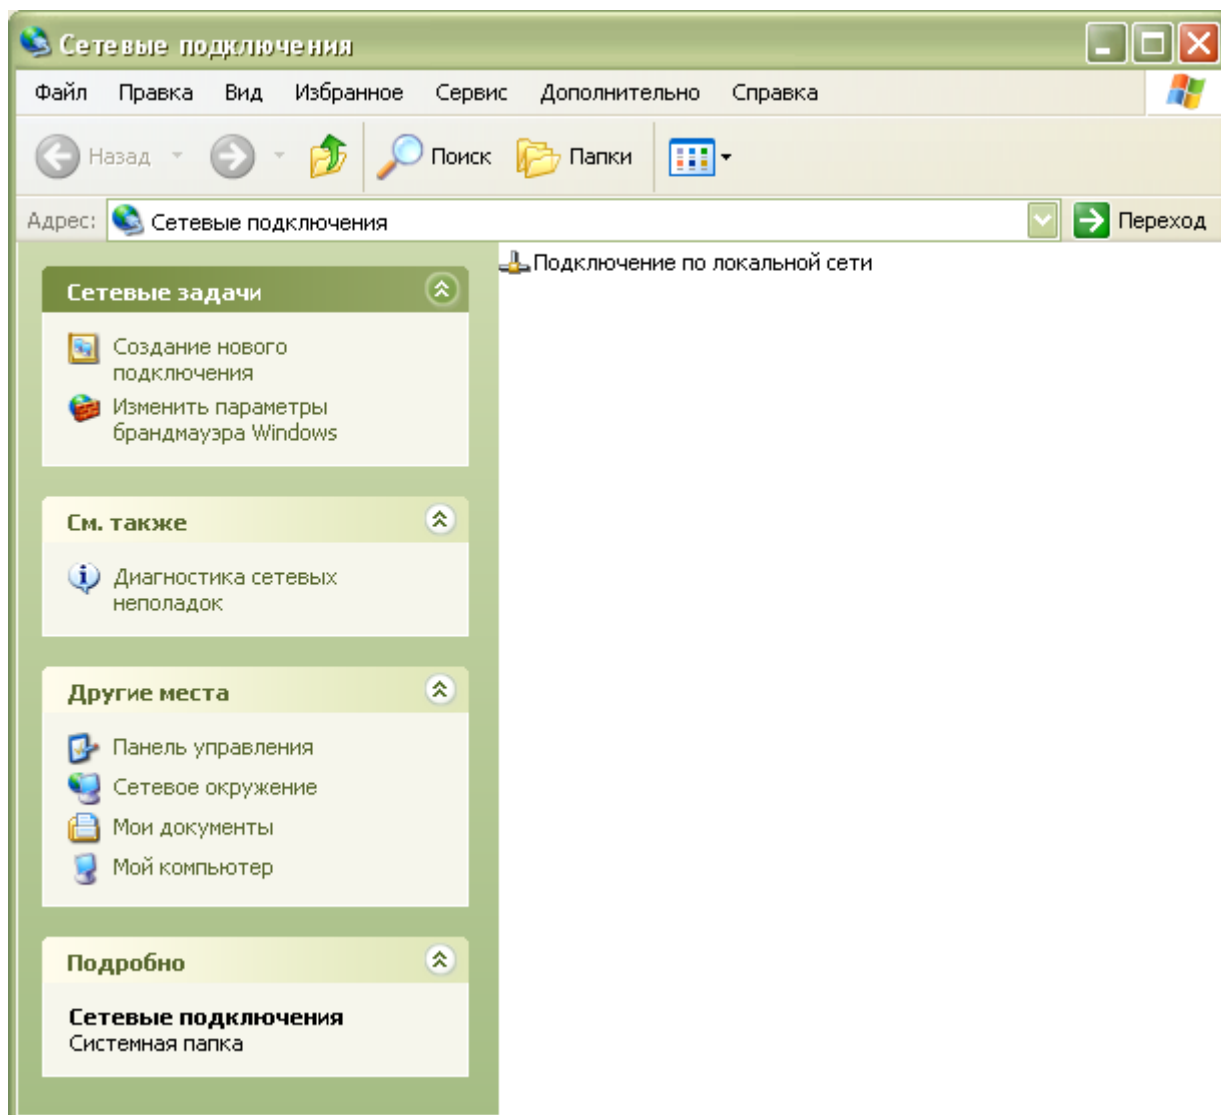 Сетевые подключения
Файл Правка Вид Избранное Сервис Дополнительно Справка
Назад Поиск Папки
Адрес: Сетевые подключения Переход
Подключение по локальной сети
Сетевые задачи
Создание нового
подключения
Изменить параметры
брандмауэра Windows
См. также
Диагностика сетевых
неполадок
Другие места
Панель управления
Сетевое окружение
Мои документы
Мой компьютер
Подробно
Сетевые подключения
Системная папка